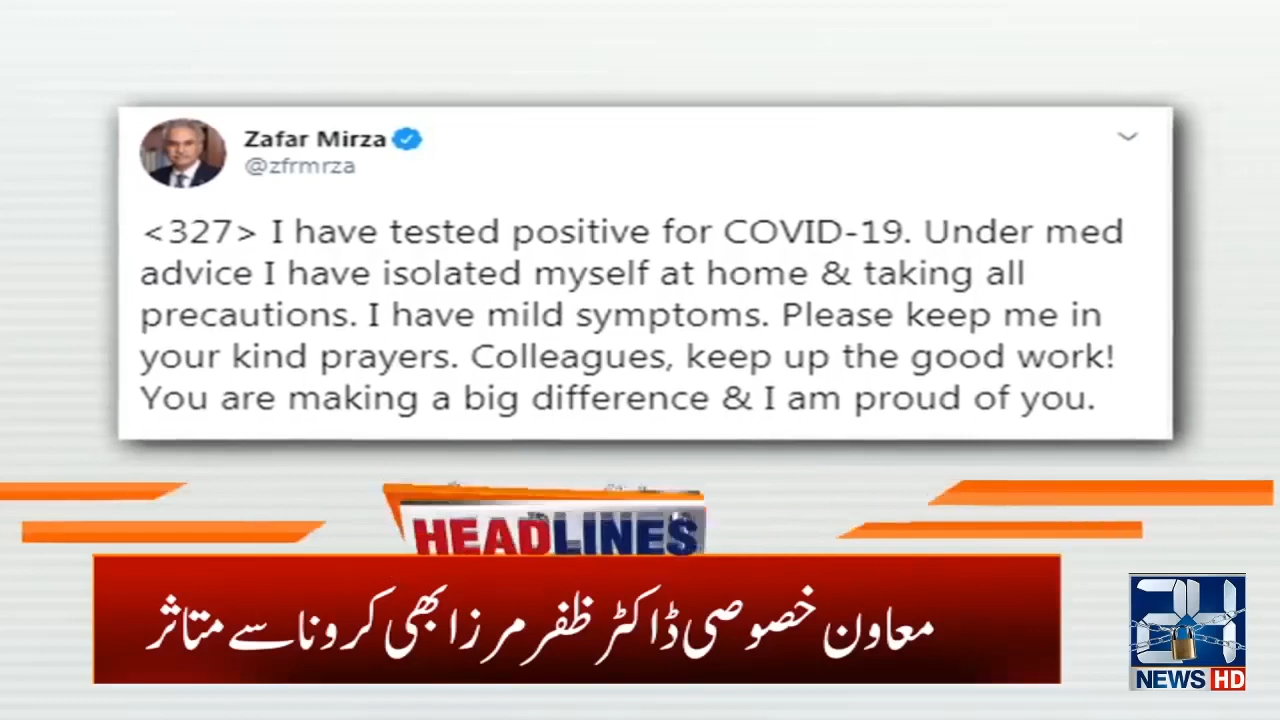 Zafar Mirza
@zfrmrza
<327> I have tested positive for COVID-19. Under med
advice I have isolated myself at home & taking all
precautions. I have mild symptoms. Please keep me in
your kind prayers. Colleagues, keep up the good work!
You are making a big difference & I am proud of you.
HEADLINES
معاون خصوصی ڈاکٹر ظفر مرزا بھی کرونا سے متاثر
24
NEWS HD